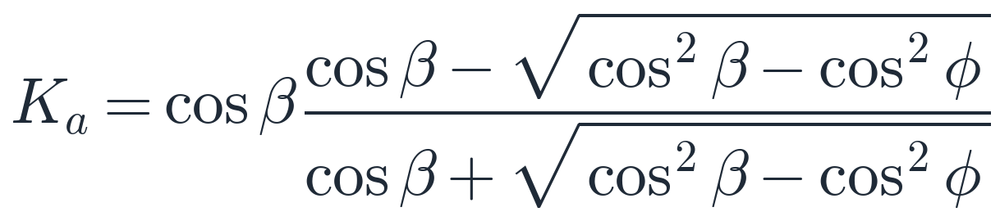 K_a = \cos\beta \frac{\cos\beta - \sqrt{\cos^2\beta - \cos^2\phi}}{\cos\beta + \sqrt{\cos^2\beta - \cos^2\phi}}